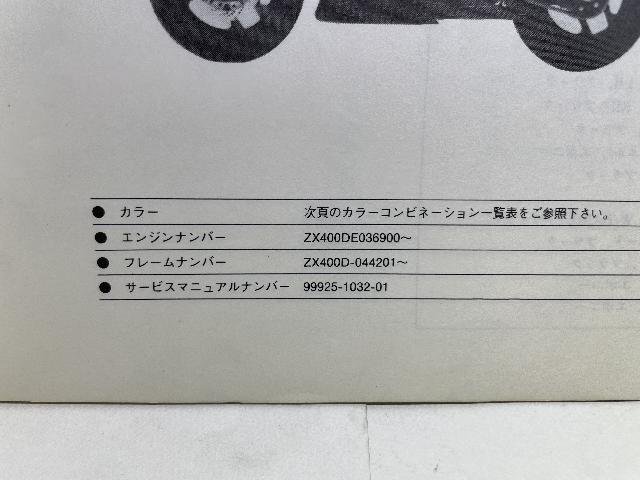 ● カラー 次頁のカラーコンビネーション一覧表をご参照下さい。
● エンジンナンバー ZX400DE036900〜
● フレームナンバー ZX400D-044201〜
● サービスマニュアルナンバー 99925-1032-01